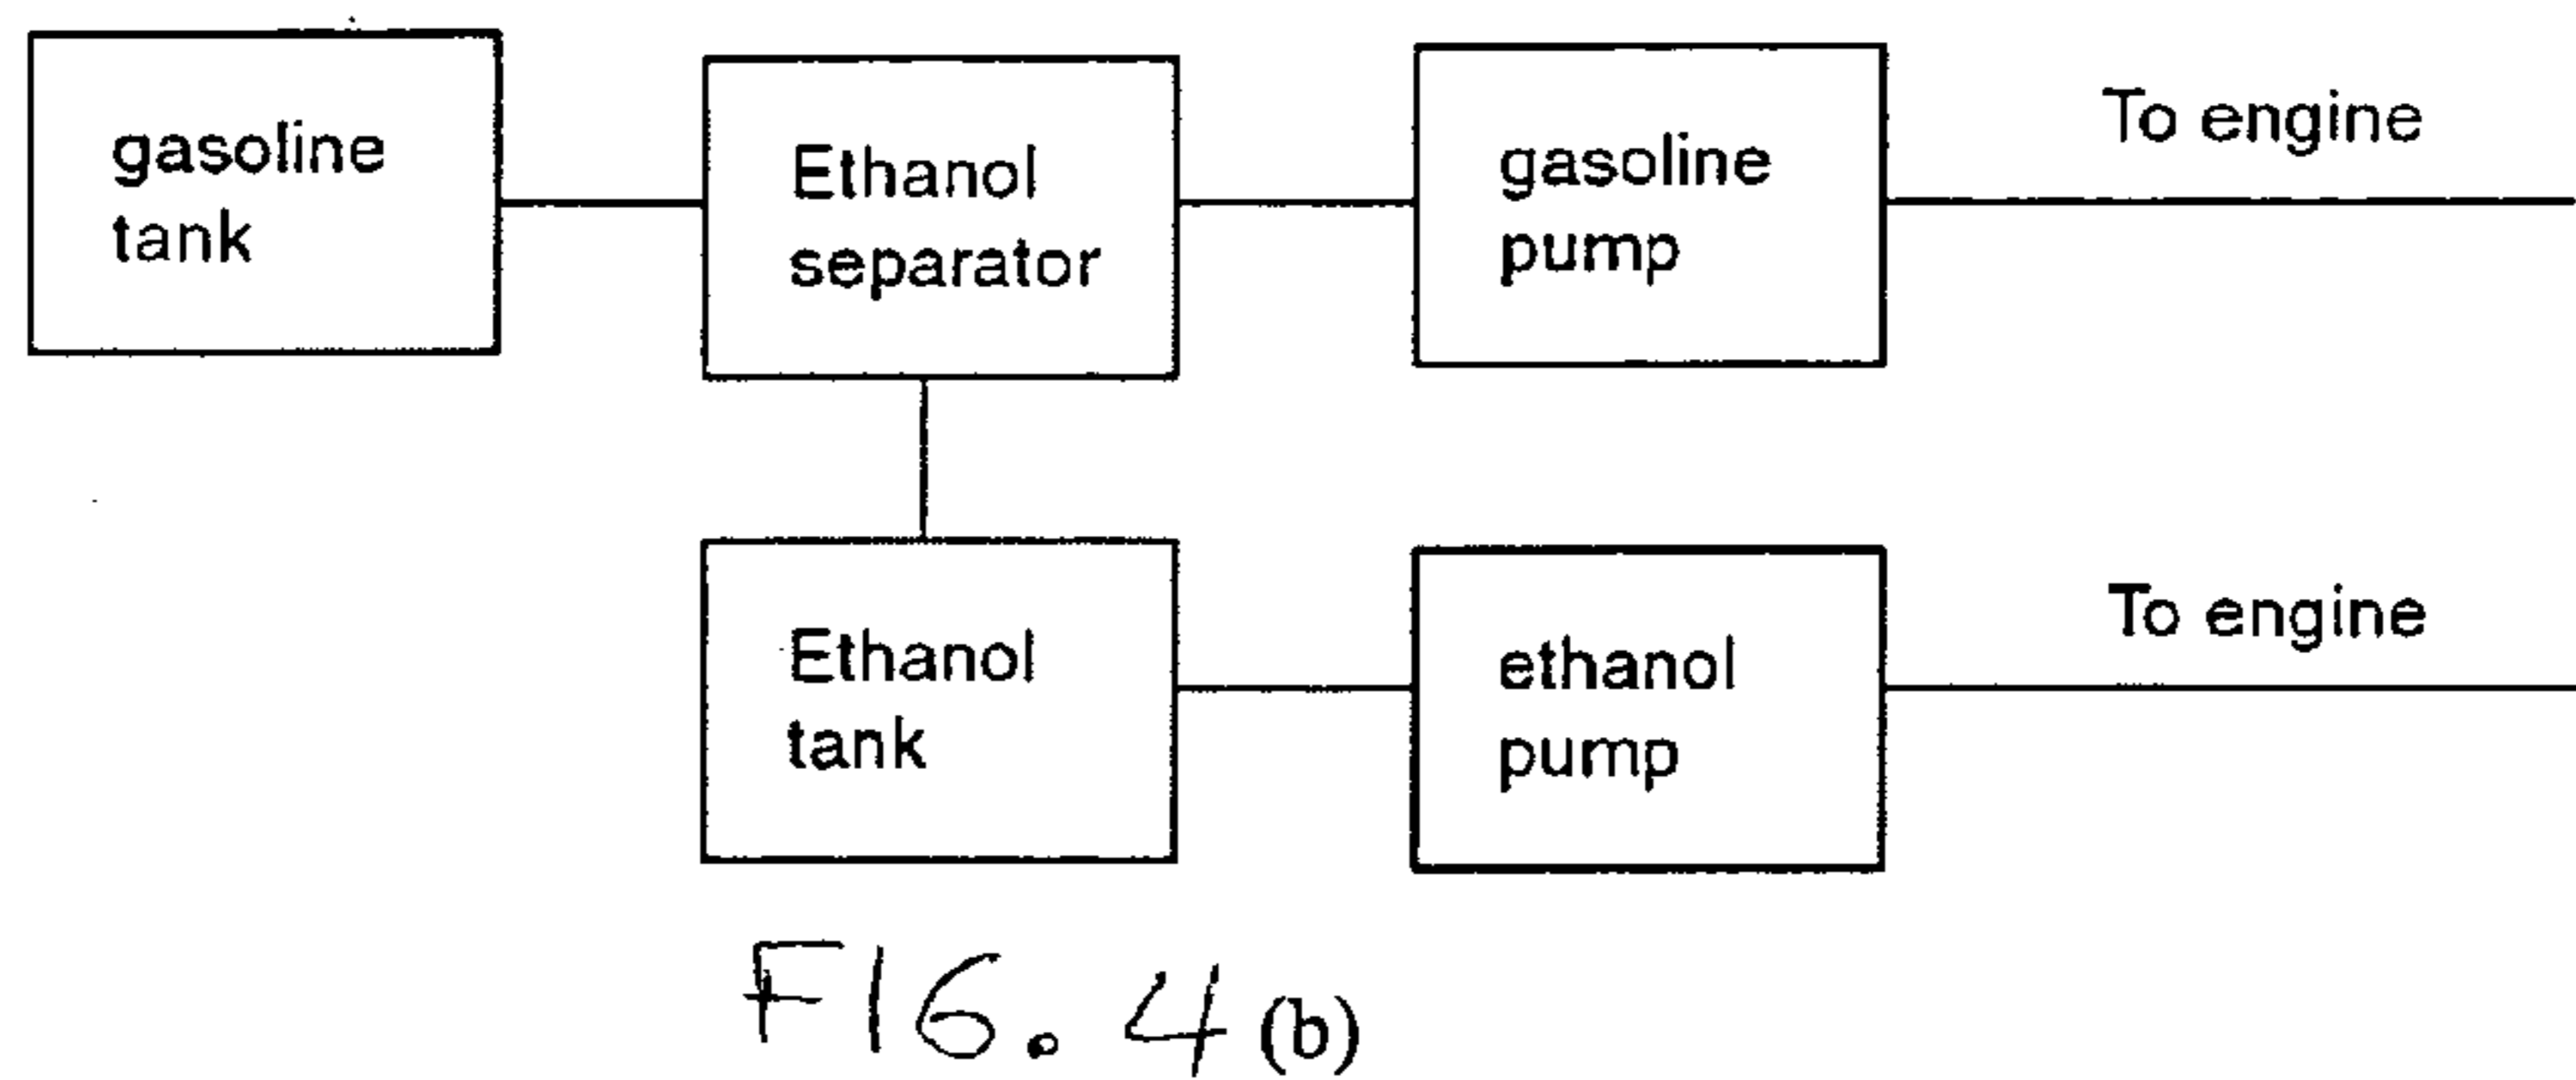 gasoline
tank
Ethanol
separator
gasoline
pump
To engine
Ethanol
tank
ethanol
pump
To engine
FIG. 4 (b)